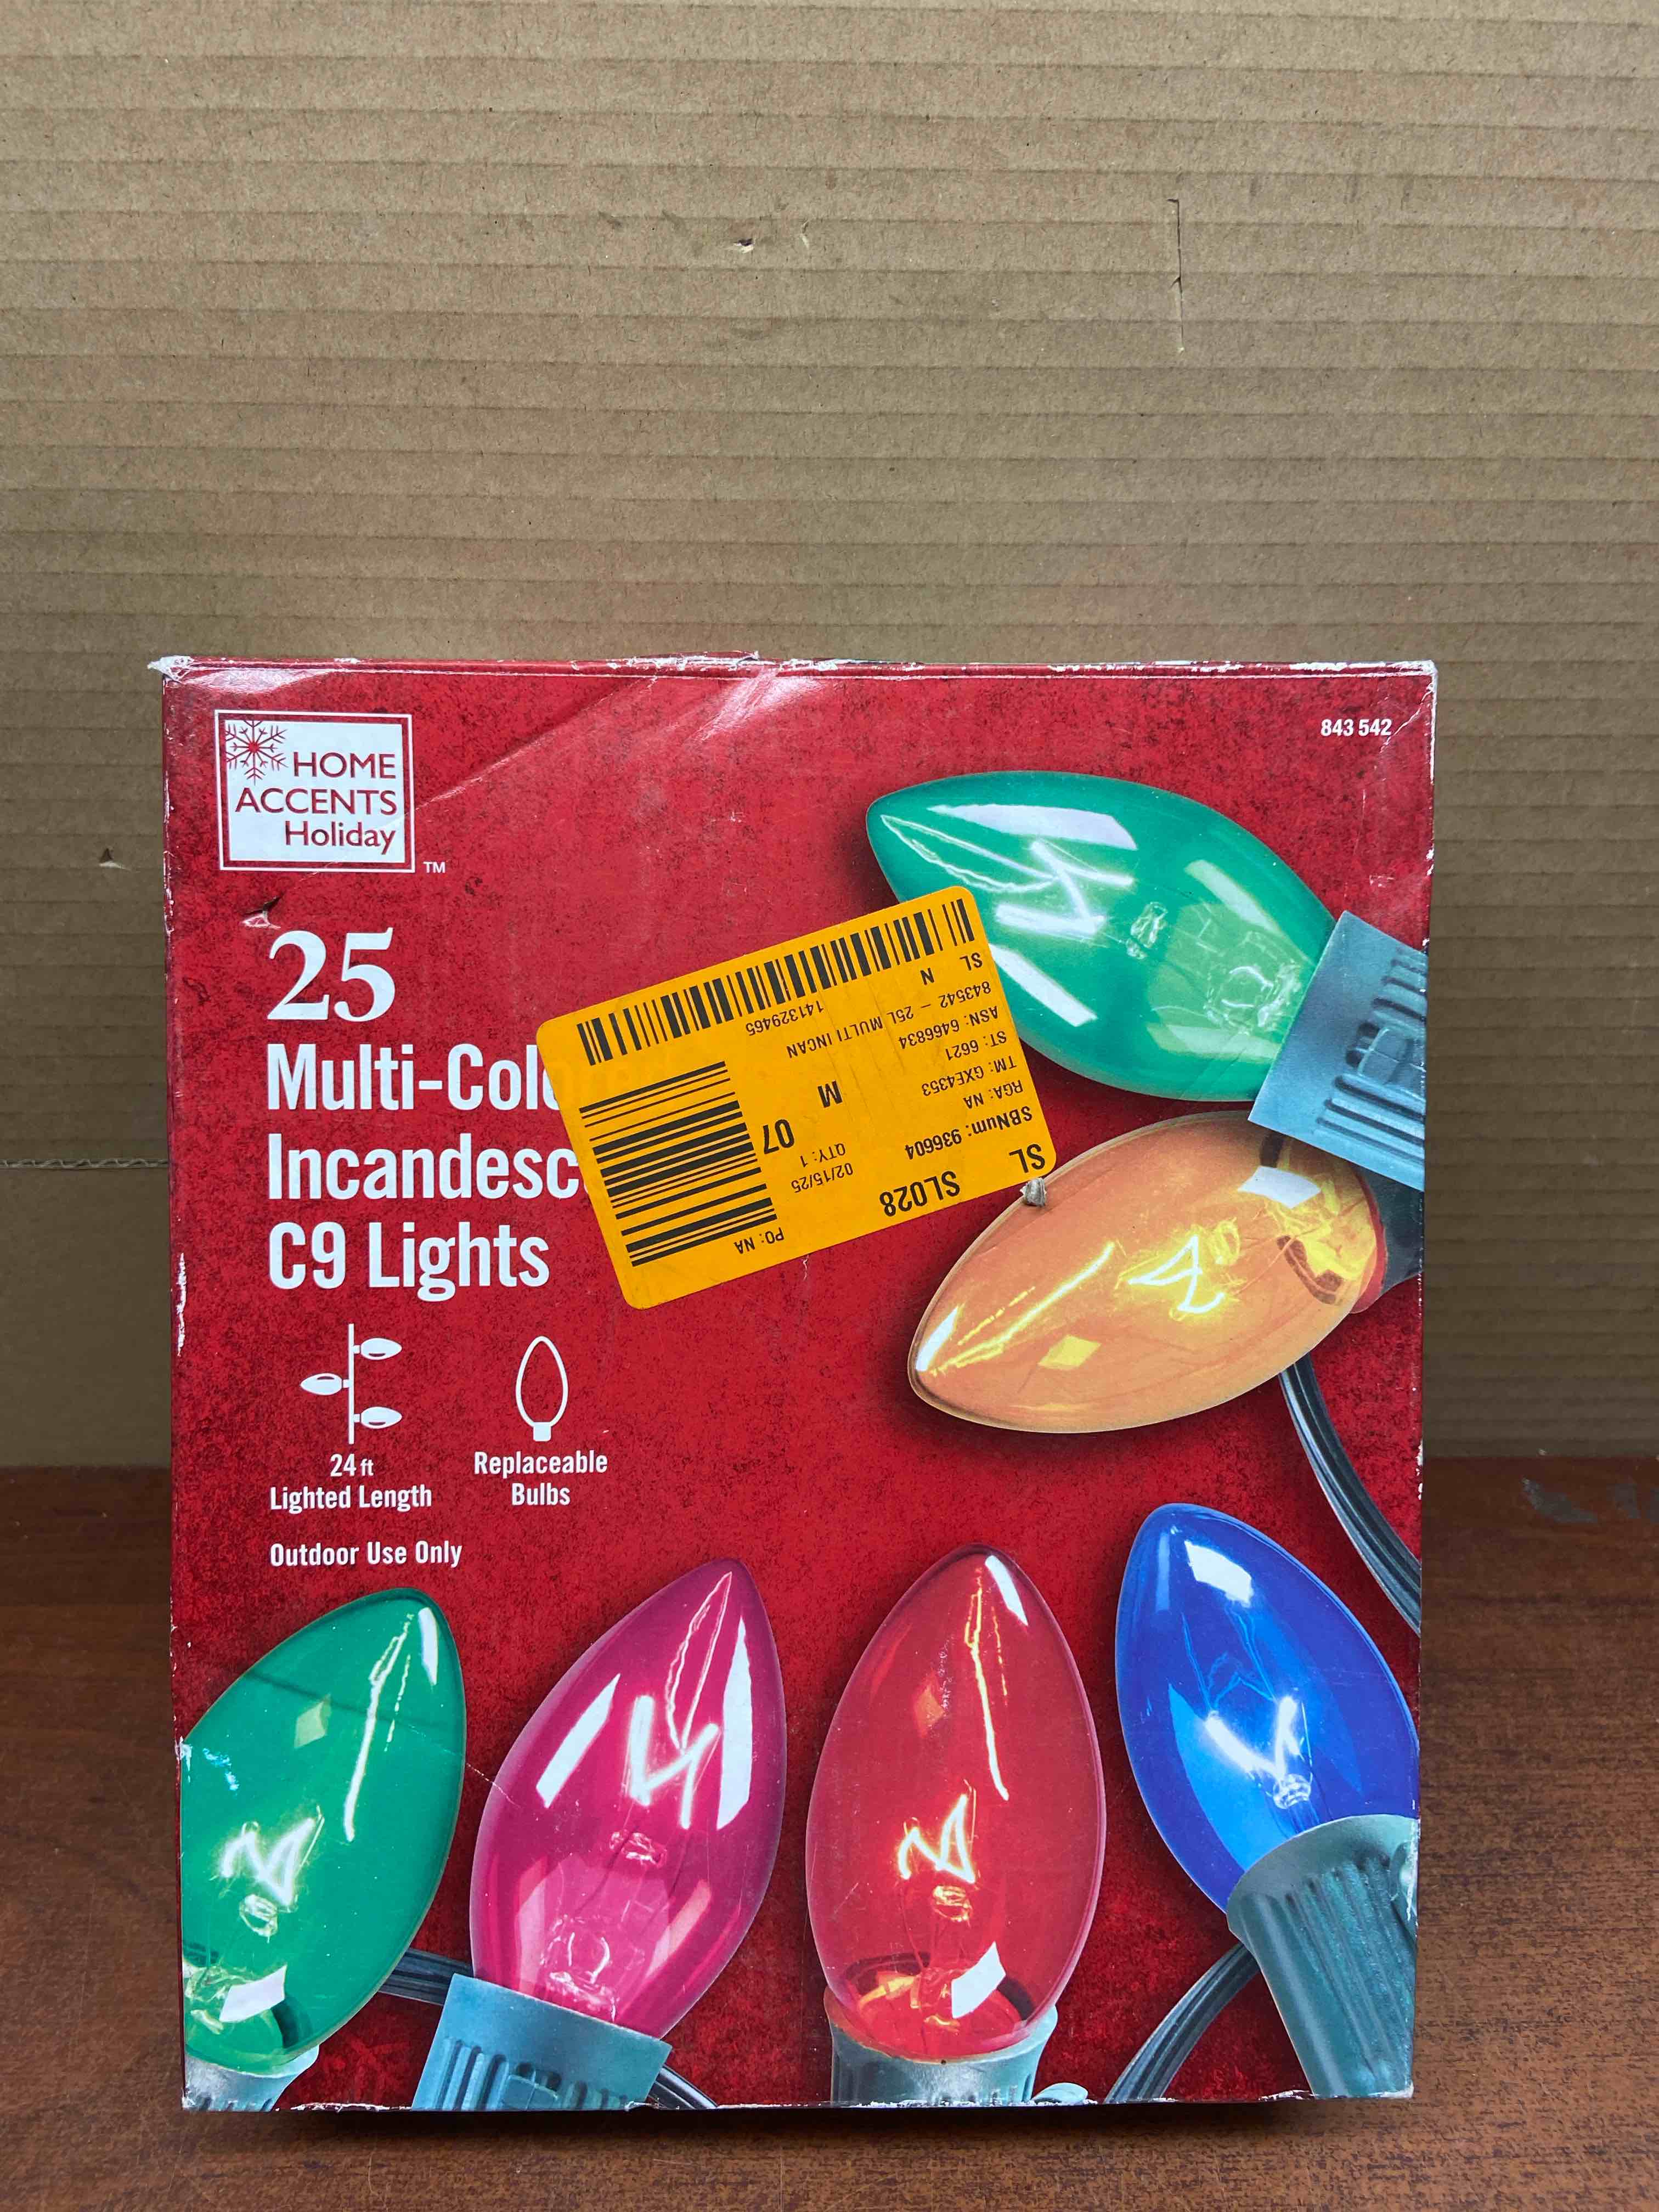 HOME
ACCENTS
Holiday
TM
843 542
25
Multi-Colo
Incandesc
C9 Lights
24 ft
Lighted Length
Replaceable
Bulbs
Outdoor Use Only
SL
SL028
PO: NA
SBNum: 936604
02/15/25
QTY: 1
RGA: NA
07
TM: GXE4353
M
ST: 6621
ASN: 6466834
843542 - 25L MULTI INCAN
SL
N
141329465